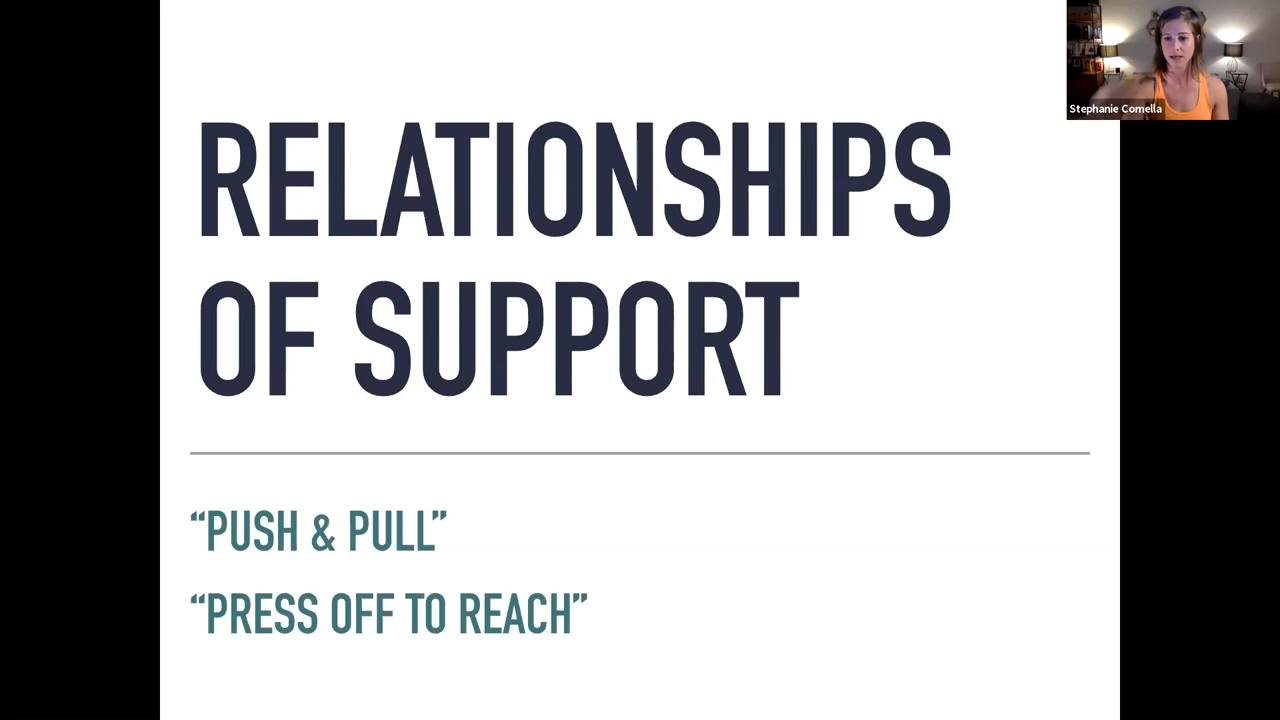 Stephanie Comella
RELATIONSHIPS
OF SUPPORT
“PUSH & PULL”
“PRESS OFF TO REACH”